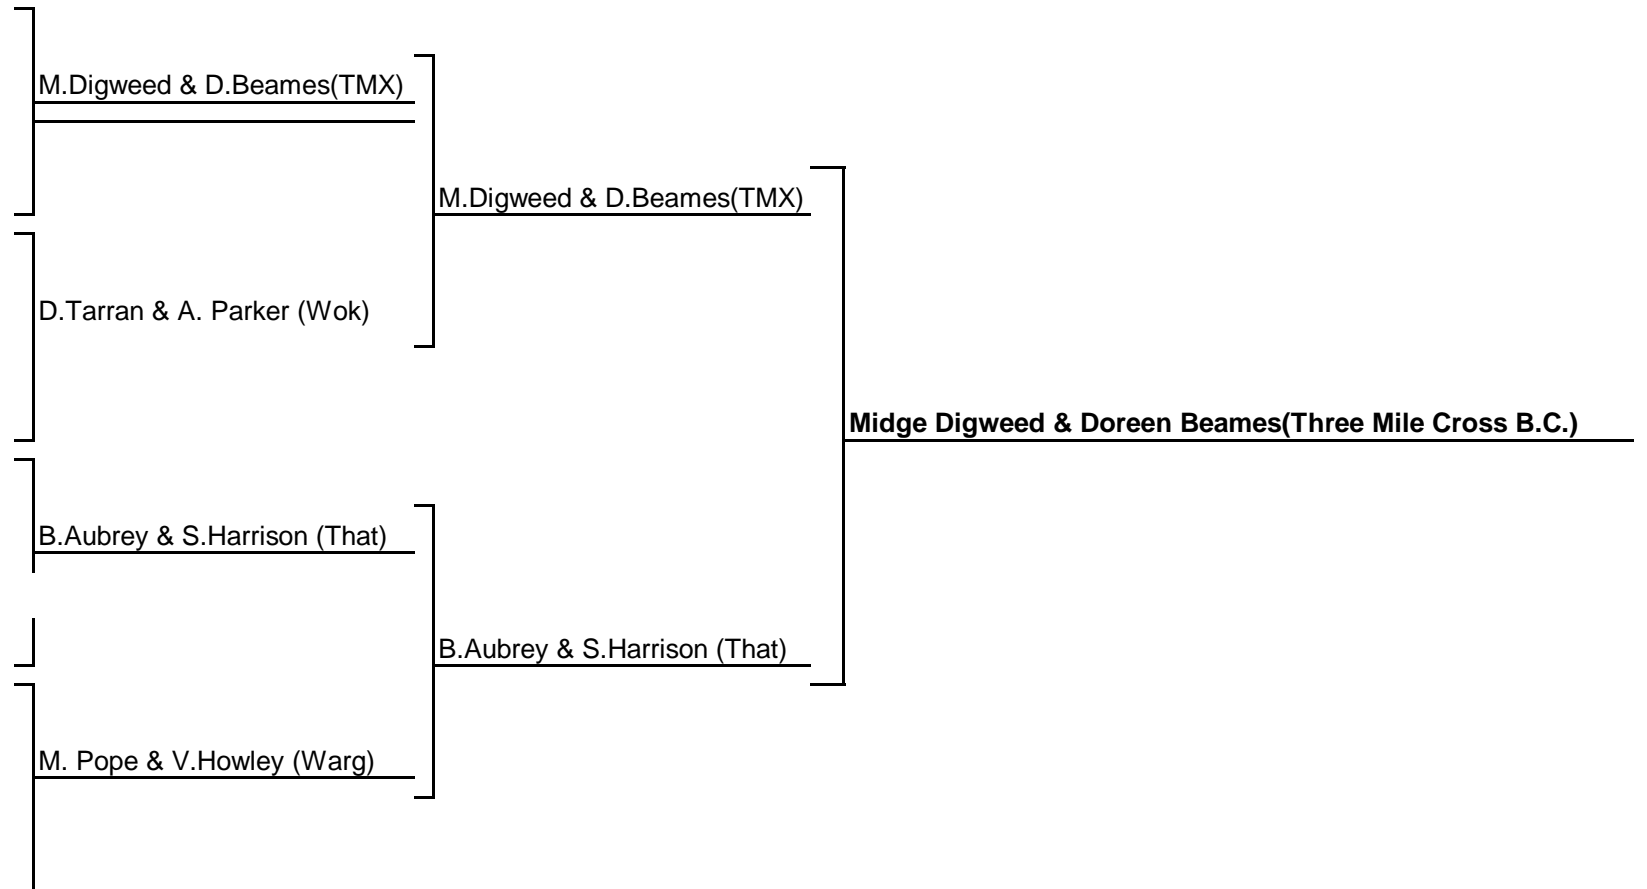 M.Digweed & D.Beames(TMX)
M.Digweed & D.Beames(TMX)
D.Tarran & A. Parker (Wok)
Midge Digweed & Doreen Beames(Three Mile Cross B.C.)
B.Aubrey & S.Harrison (That)
B.Aubrey & S.Harrison (That)
M. Pope & V.Howley (Warg)